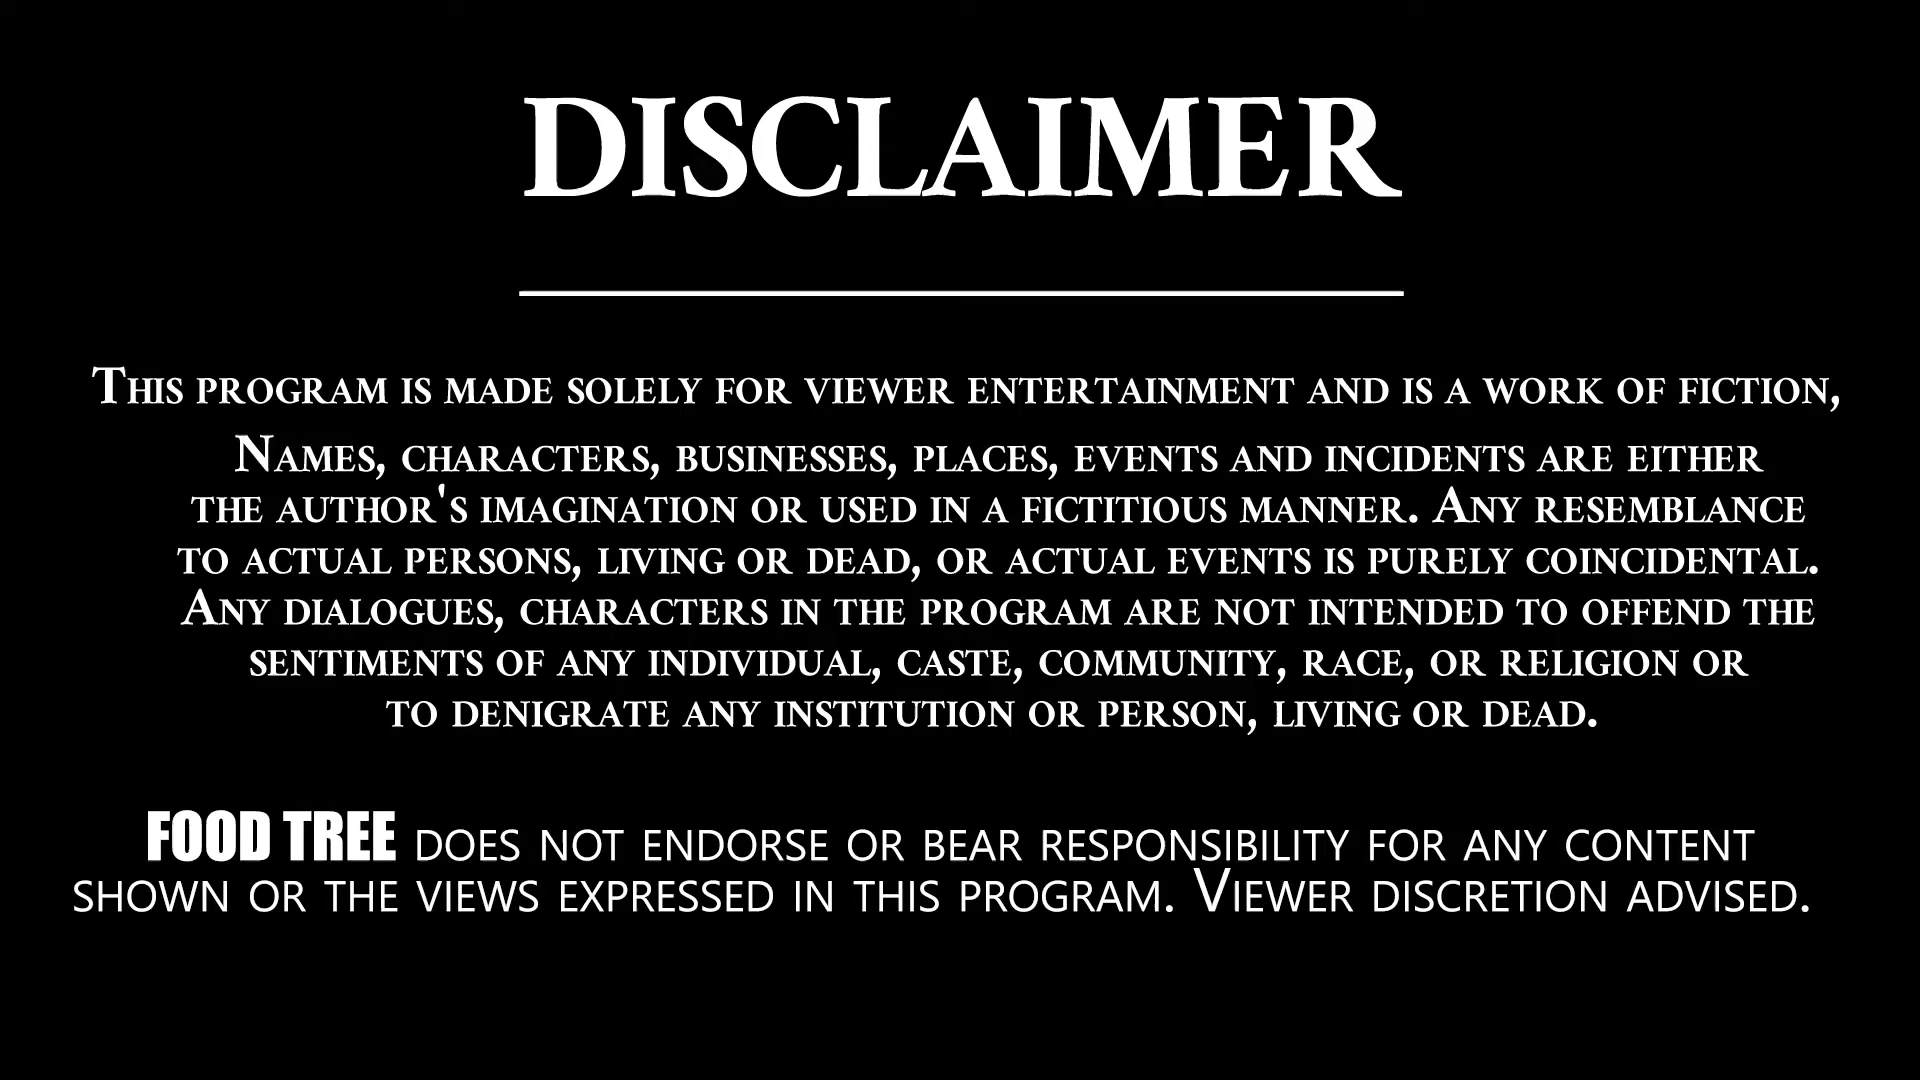 DISCLAIMER
This program is made solely for viewer entertainment and is a work of fiction,
Names, characters, businesses, places, events and incidents are either
the author's imagination or used in a fictitious manner. Any resemblance
to actual persons, living or dead, or actual events is purely coincidental.
Any dialogues, characters in the program are not intended to offend the
sentiments of any individual, caste, community, race, or religion or
to denigrate any institution or person, living or dead.
FOOD TREE does not endorse or bear responsibility for any content
shown or the views expressed in this program. Viewer discretion advised.